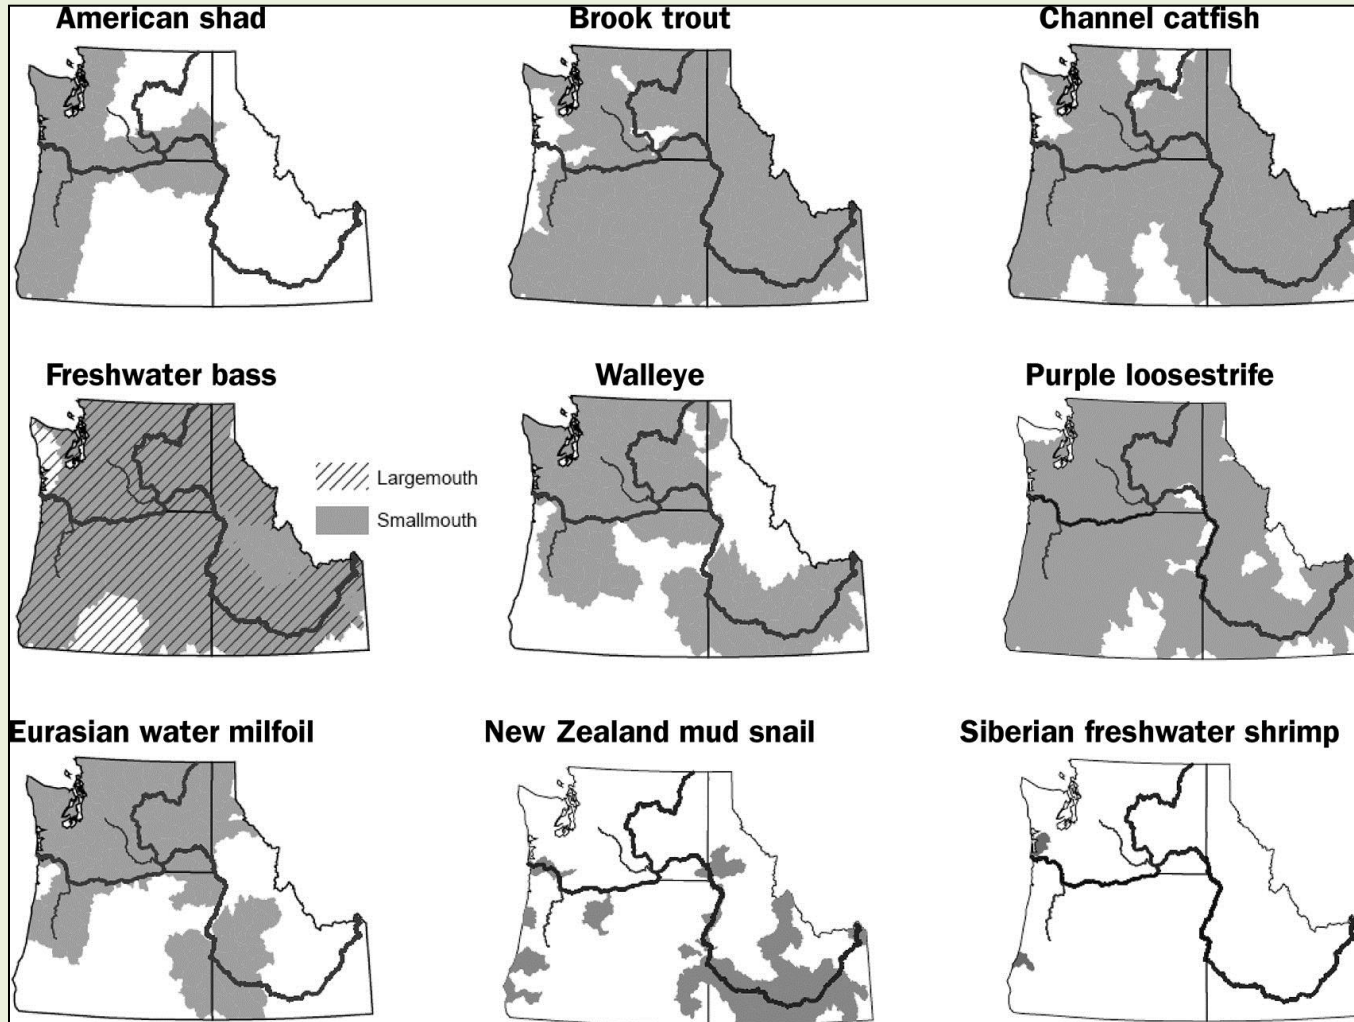 American shad
Brook trout
Channel catfish
Freshwater bass
Walleye
Purple loosestrife
Largemouth
Smallmouth
Eurasian water milfoil
New Zealand mud snail
Siberian freshwater shrimp